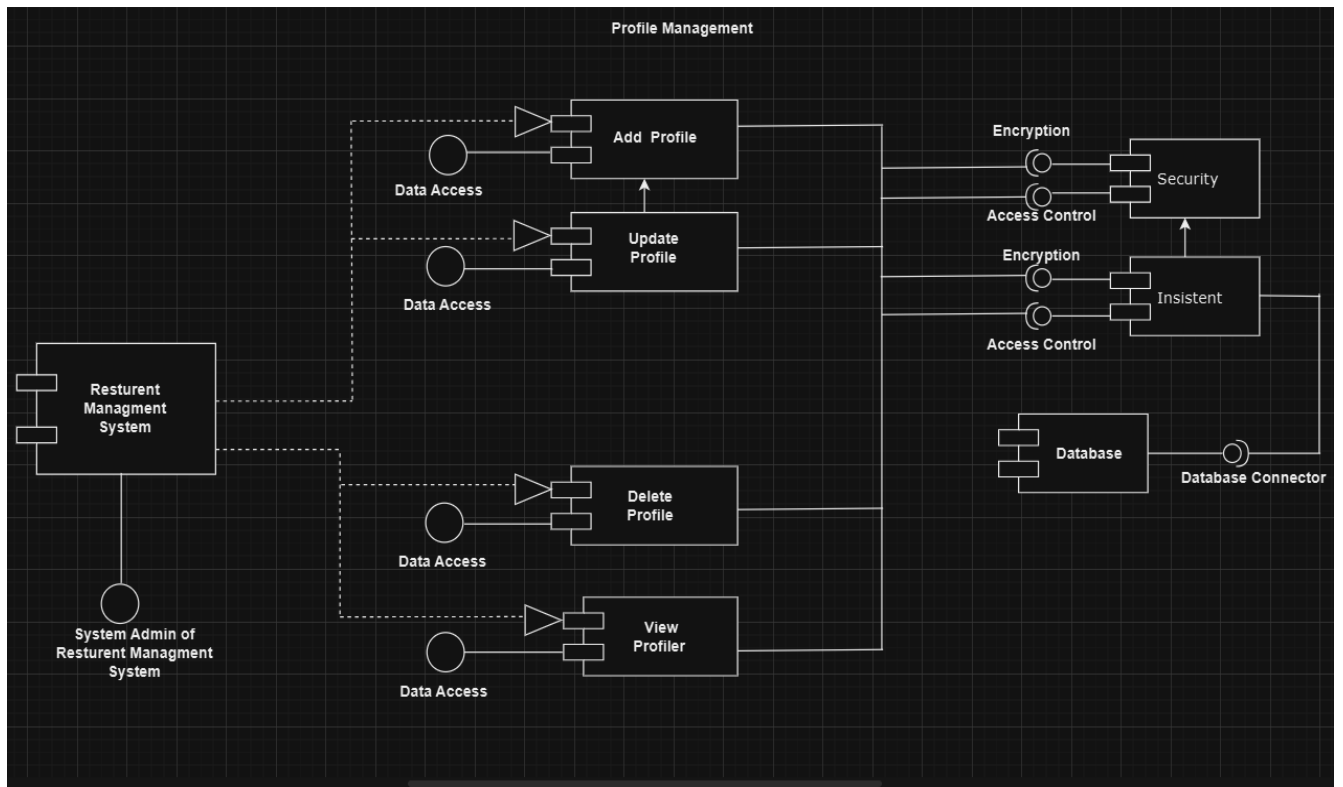 Profile Management
Add Profile
Data Access
Update
Profile
Data Access
Encryption
Security
Access Control
Encryption
Insistent
Access Control
Resturent
Managment
System
Database
Database Connector
Delete
Profile
Data Access
System Admin of
Resturent Managment
System
View
Profiler
Data Access